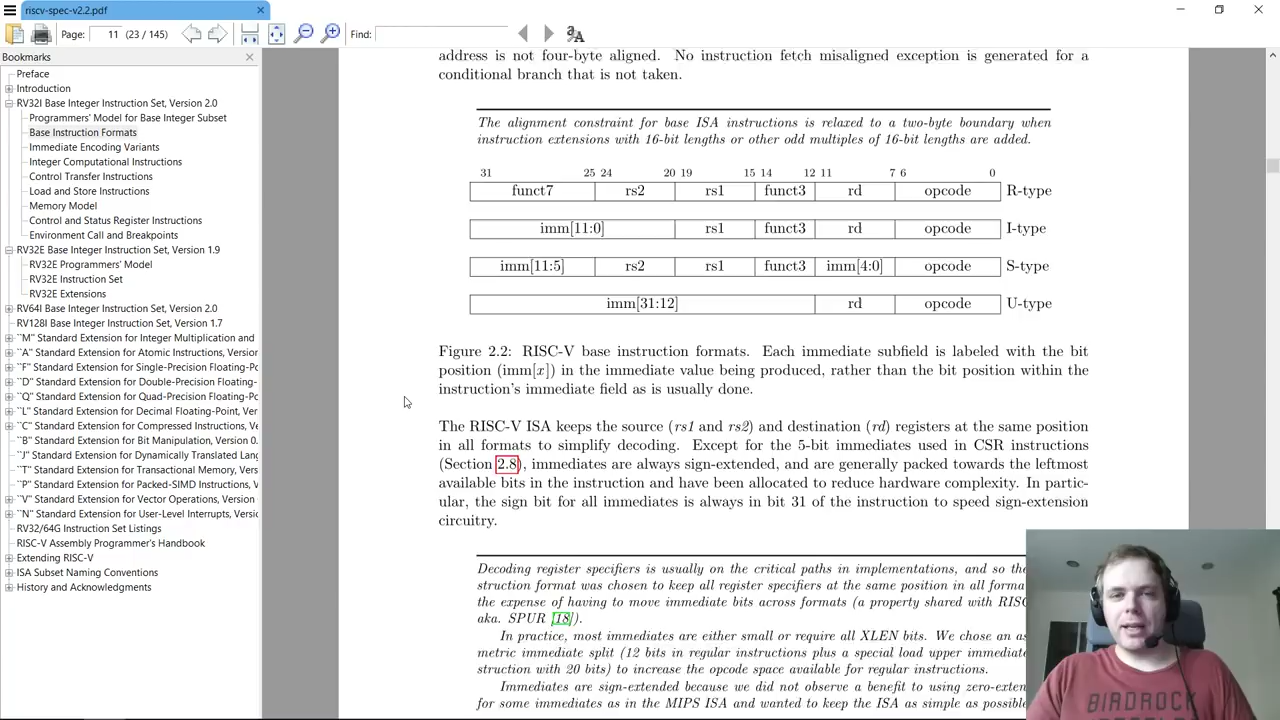 riscv-spec-v2.2.pdf
Page: 11 (23 / 145) Find:
Bookmarks
Preface
Introduction
RV32I Base Integer Instruction Set, Version 2.0
Programmers' Model for Base Integer Subset
Base Instruction Formats
Immediate Encoding Variants
Integer Computational Instructions
Control Transfer Instructions
Load and Store Instructions
Memory Model
Control and Status Register Instructions
Environment Call and Breakpoints
RV32E Base Integer Instruction Set, Version 1.9
RV32E Programmers' Model
RV32E Instruction Set
RV32E Extensions
RV64I Base Integer Instruction Set, Version 2.0
RV128I Base Integer Instruction Set, Version 1.7
``M" Standard Extension for Integer Multiplication and
``A" Standard Extension for Atomic Instructions, Version
``F" Standard Extension for Single-Precision Floating-Po
``D" Standard Extension for Double-Precision Floating-
``Q" Standard Extension for Quad-Precision Floating-Po
``L" Standard Extension for Decimal Floating-Point, Ver
``C" Standard Extension for Compressed Instructions, Ve
``B" Standard Extension for Bit Manipulation, Version 0.
``J" Standard Extension for Dynamically Translated Lang
``T" Standard Extension for Transactional Memory, Vers
``P" Standard Extension for Packed-SIMD Instructions, V
``V" Standard Extension for Vector Operations, Version
``N" Standard Extension for User-Level Interrupts, Versio
RV32/64G Instruction Set Listings
RISC-V Assembly Programmer's Handbook
Extending RISC-V
ISA Subset Naming Conventions
History and Acknowledgments
address is not four-byte aligned. No instruction fetch misaligned exception is generated for a
conditional branch that is not taken.
The alignment constraint for base ISA instructions is relaxed to a two-byte boundary when
instruction extensions with 16-bit lengths or other odd multiples of 16-bit lengths are added.
31 25 24 20 19 15 14 12 11 7 6 0
funct7 rs2 rs1 funct3 rd opcode R-type
imm[11:0] rs1 funct3 rd opcode I-type
imm[11:5] rs2 rs1 funct3 imm[4:0] opcode S-type
imm[31:12] rd opcode U-type
Figure 2.2: RISC-V base instruction formats. Each immediate subfield is labeled with the bit
position (imm[x]) in the immediate value being produced, rather than the bit position within the
instruction's immediate field as is usually done.
The RISC-V ISA keeps the source (rs1 and rs2) and destination (rd) registers at the same position
in all formats to simplify decoding. Except for the 5-bit immediates used in CSR instructions
(Section 2.8), immediates are always sign-extended, and are generally packed towards the leftmost
available bits in the instruction and have been allocated to reduce hardware complexity. In partic-
ular, the sign bit for all immediates is always in bit 31 of the instruction to speed sign-extension
circuitry.
Decoding register specifiers is usually on the critical paths in implementations, and so the
struction format was chosen to keep all register specifiers at the same position in all forma
the expense of having to move immediate bits across formats (a property shared with RISC
aka. SPUR [18]).
In practice, most immediates are either small or require all XLEN bits. We chose an as
metric immediate split (12 bits in regular instructions plus a special load upper immediate
struction with 20 bits) to increase the opcode space available for regular instructions.
Immediates are sign-extended because we did not observe a benefit to using zero-exten
for some immediates as in the MIPS ISA and wanted to keep the ISA as simple as possible
BIRDROCK